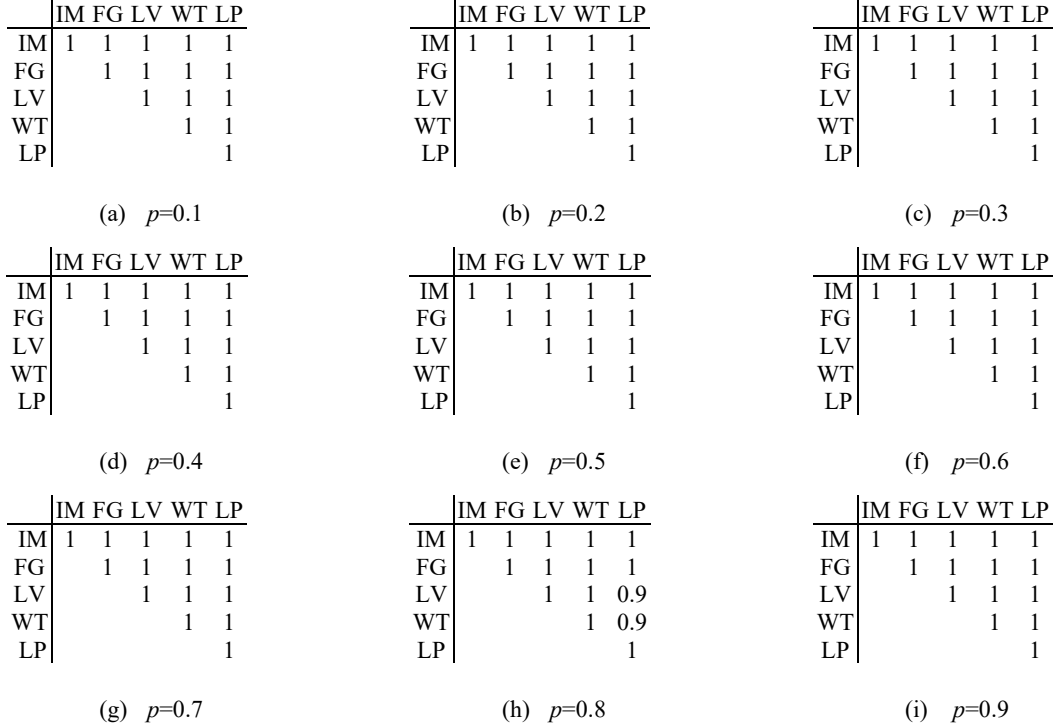 IM FG LV WT LP IM FG LV WT LP IM FG LV WT LP
IM 1 1 1 1 1 IM 1 1 1 1 1 IM 1 1 1 1 1
FG 1 1 1 1 FG 1 1 1 1 FG 1 1 1 1
LV 1 1 1 LV 1 1 1 LV 1 1 1
WT 1 1 WT 1 1 WT 1 1
LP 1 LP 1 LP 1
(a) p=0.1 (b) p=0.2 (c) p=0.3
IM FG LV WT LP IM FG LV WT LP IM FG LV WT LP
IM 1 1 1 1 1 IM 1 1 1 1 1 IM 1 1 1 1 1
FG 1 1 1 1 FG 1 1 1 1 FG 1 1 1 1
LV 1 1 1 LV 1 1 1 LV 1 1 1
WT 1 1 WT 1 1 WT 1 1
LP 1 LP 1 LP 1
(d) p=0.4 (e) p=0.5 (f) p=0.6
IM FG LV WT LP IM FG LV WT LP IM FG LV WT LP
IM 1 1 1 1 1 IM 1 1 1 1 1 IM 1 1 1 1 1
FG 1 1 1 1 FG 1 1 1 1 FG 1 1 1 1
LV 1 1 1 LV 1 1 0.9 LV 1 1 1
WT 1 1 WT 1 0.9 WT 1 1
LP 1 LP 1 LP 1
(g) p=0.7 (h) p=0.8 (i) p=0.9